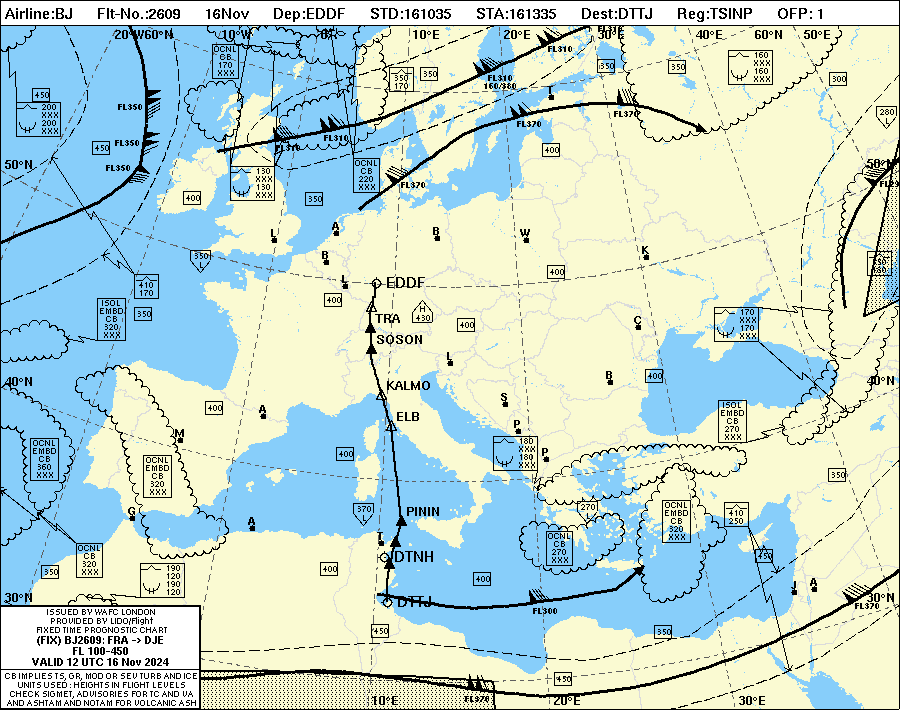 Airline:BJ Flt-No.:2609 16Nov Dep:EDDF STD:161035 STA:161335 Dest:DTTJ Reg:TSINP OFP: 1
20°W60°N 10°W 0° 10°E 20°E 30°E 40°E 60°N 50°E
OCNL
CB
170
XXX
350
170
350
FL310
FL310
160/380
350
350
160
XXX
160
XXX
300
450
200
XXX
200
XXX
FL350
FL350
FL350
450
FL310
FL310
FL370
FL370
T
280
50°N
50°N
400
130
XXX
130
XXX
350
OCNL
CB
220
XXX
FL370
400
L
A
B
W
K
B
350
L
EDDF
400
410
170
ISOL
EMBD
CB
320
XXX
350
400
TRA
H
430
400
SOSON
C
170
XXX
170
XXX
L
40°N
KALMO
B
400
40°N
400
A
ELB
S
P
ISOL
EMBD
CB
270
XXX
M
OCNL
CB
360
XXX
OCNL
EMBD
CB
320
XXX
400
180
XXX
180
XXX
P
350
G
A
370
PININ
270
OCNL
EMBD
CB
320
XXX
410
250
T
OCNL
CB
320
XXX
DTNH
OCNL
CB
270
XXX
450
350
190
120
190
120
400
400
J
A
30°N
DTTJ
FL300
30°N
FL370
450
350
ISSUED BY WAFC LONDON
PROVIDED BY LIDO/Flight
FIXED TIME PROGNOSTIC CHART
(FIX) BJ2609: FRA -> DJE
FL 100-450
VALID 12 UTC 16 Nov 2024
CB IMPLIES TS, GR, MOD OR SEV TURB AND ICE
UNITS USED: HEIGHTS IN FLIGHT LEVELS
CHECK SIGMET, ADVISORIES FOR TC AND VA
AND ASHTAM AND NOTAM FOR VOLCANIC ASH
450
10°E FL370 20°E 30°E